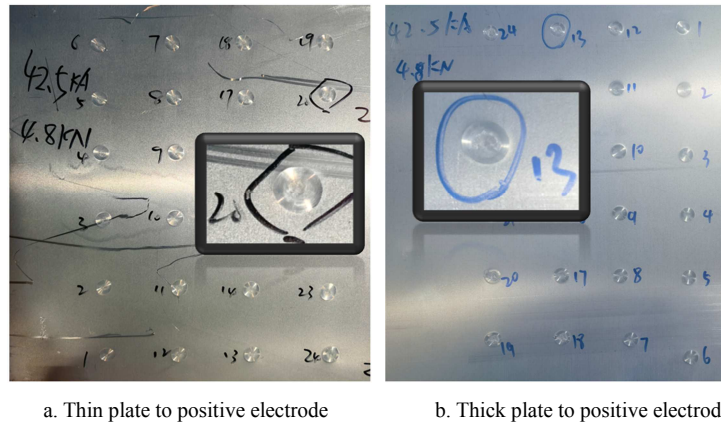 6 7 18 19
42.5KA
5 8 17 20
4.8KN
4 9
20
3 10
2 11 14 23
1 12 13 24
42.5KA 24 13 12 1
4.8KN
11 2
13
10 3
9 4
20 17 8 5
19 18 7 6
a. Thin plate to positive electrode
b. Thick plate to positive electrod